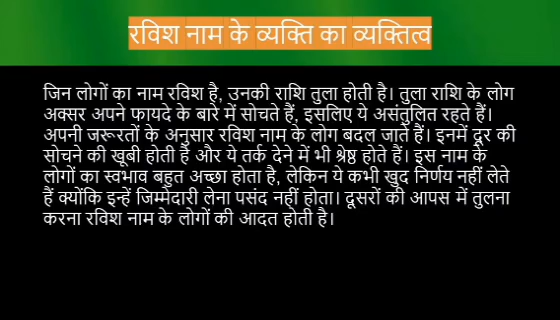 रविश नाम के व्यक्ति का व्यक्तित्व
जिन लोगों का नाम रविश है, उनकी राशि तुला होती है। तुला राशि के लोग
अक्सर अपने फायदे के बारे में सोचते हैं, इसलिए ये असंतुलित रहते हैं।
अपनी जरूरतों के अनुसार रविश नाम के लोग बदल जाते हैं। इनमें दूर की
सोचने की खूबी होती है और ये तर्क देने में भी श्रेष्ठ होते हैं। इस नाम के
लोगों का स्वभाव बहुत अच्छा होता है, लेकिन ये कभी खुद निर्णय नहीं लेते
हैं क्योंकि इन्हें जिम्मेदारी लेना पसंद नहीं होता। दूसरों की आपस में तुलना
करना रविश नाम के लोगों की आदत होती है।